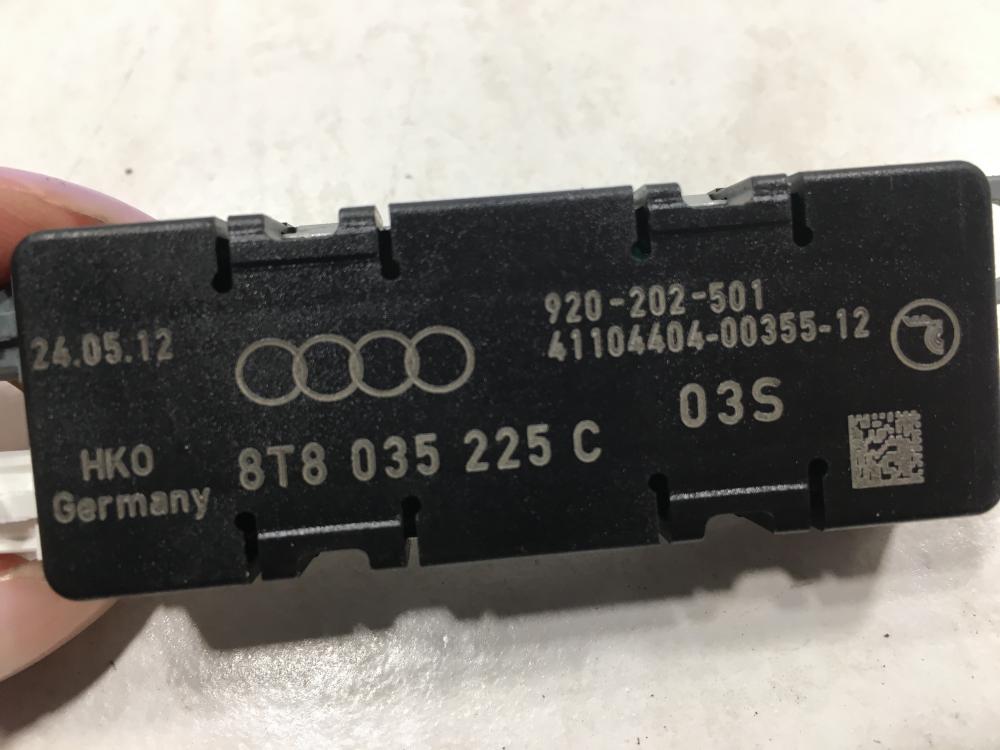 24.05.12
920-202-501
41104404-00355-12
03S
8T8 035 225 C
HKO
Germany